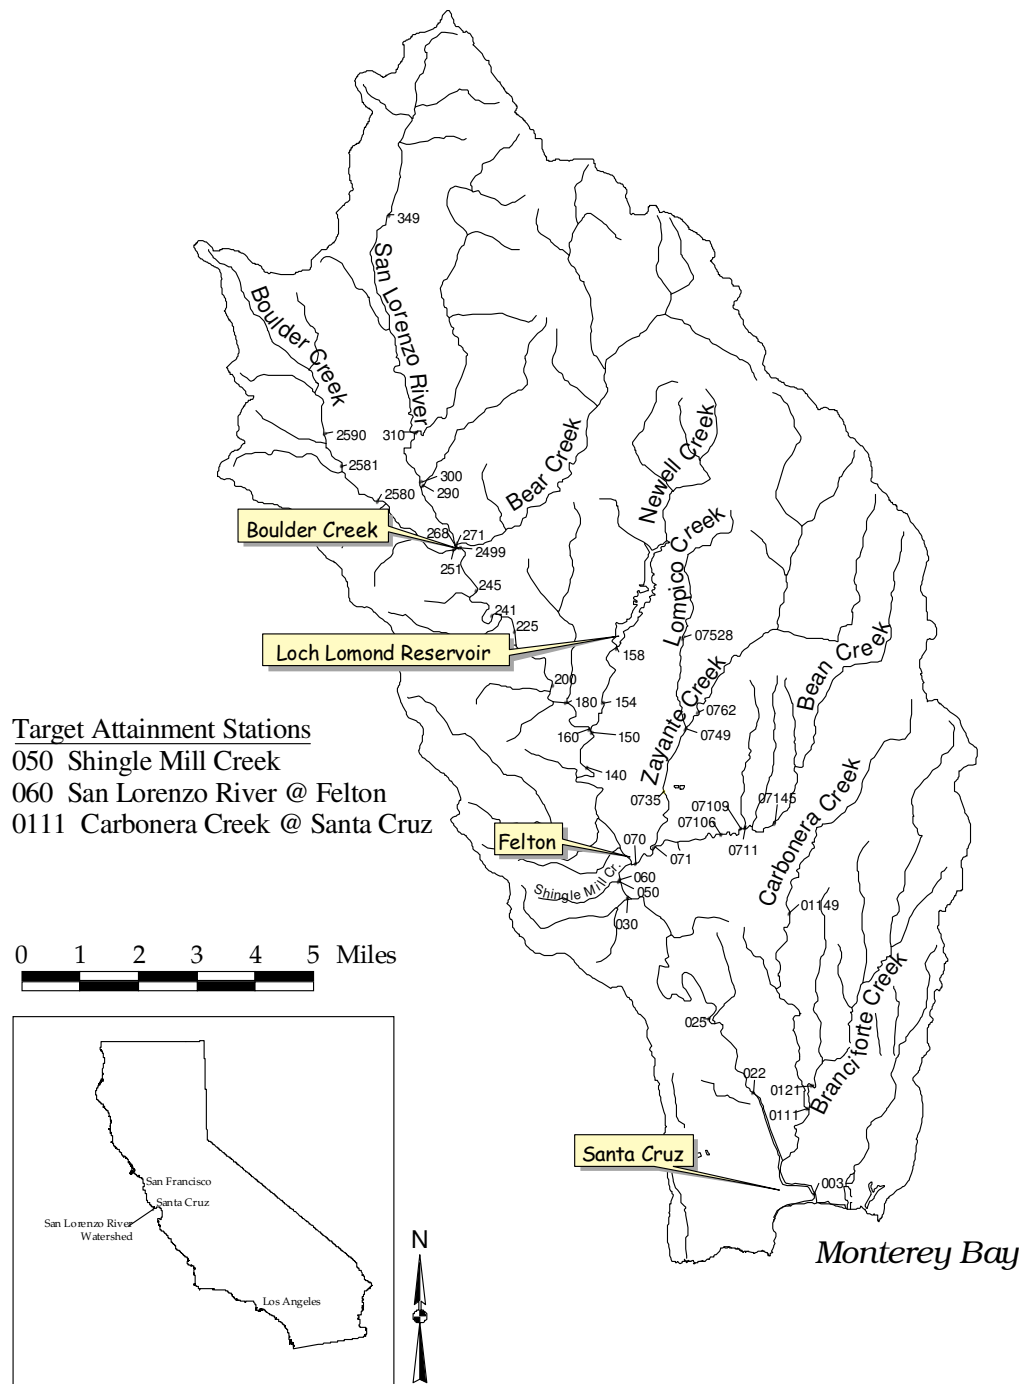 349
San Lorenzo River
Boulder Creek
2590
310
2581
300
290
2580
Bear Creek
Newell Creek
Boulder Creek
268
271
2499
251
Lompico Creek
245
241
225
07528
Loch Lomond Reservoir
158
Bean Creek
200
180
154
0762
Zayante Creek
160
150
0749
Target Attainment Stations
050 Shingle Mill Creek
060 San Lorenzo River @ Felton
0111 Carbonera Creek @ Santa Cruz
140
0735
07109
07145
07106
0711
Carbonera Creek
Felton
070
071
Shingle Mill Cr.
060
050
030
01149
0 1 2 3 4 5 Miles
Branciforte Creek
025
022
0121
0111
Santa Cruz
003
Monterey Bay
San Francisco
Santa Cruz
San Lorenzo River
Watershed
Los Angeles
N